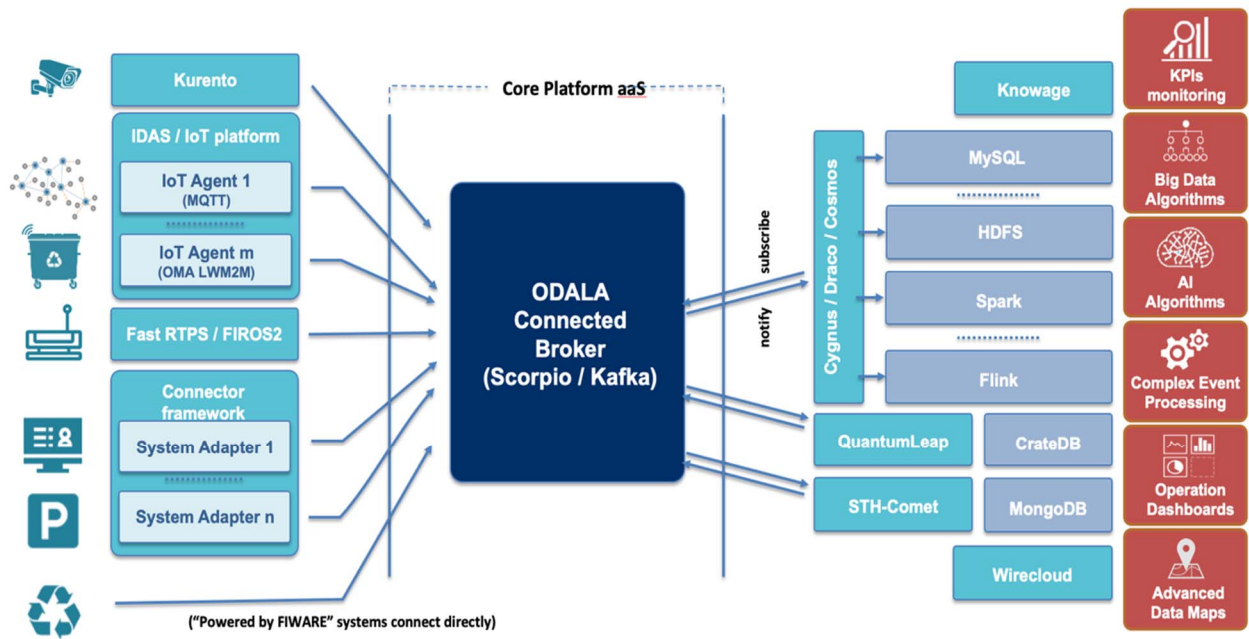 Kurento
IDAS / IoT platform
IoT Agent 1
(MQTT)
IoT Agent m
(OMA LWM2M)
Fast RTPS / FIROS2
Connector
framework
System Adapter 1
System Adapter n
P
("Powered by FIWARE" systems connect directly)
Core Platform aaS
ODALA
Connected
Broker
(Scorpio / Kafka)
subscribe
notify
Cygnus / Draco / Cosmos
Knowage
MySQL
HDFS
Spark
Flink
QuantumLeap
CrateDB
STH-Comet
MongoDB
Wirecloud
KPIs
monitoring
Big Data
Algorithms
AI
Algorithms
Complex Event
Processing
Operation
Dashboards
Advanced
Data Maps